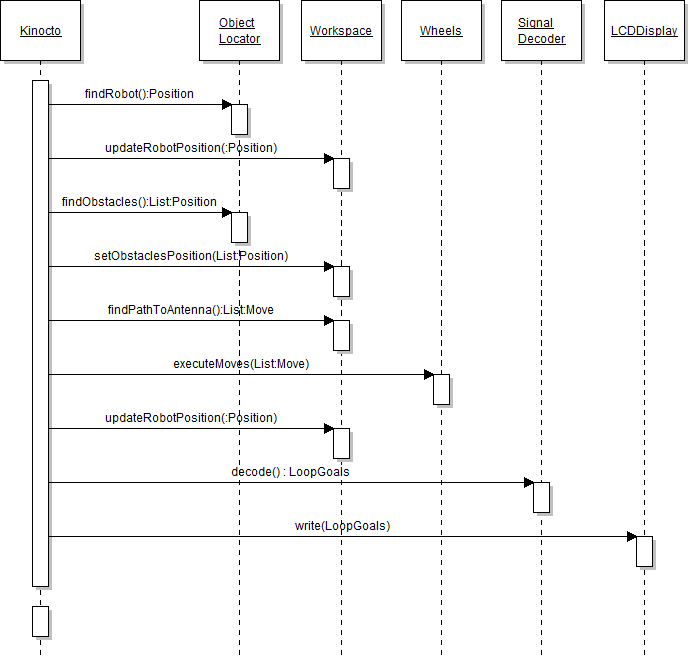 Kinocto
Object
Locator
Workspace
Wheels
Signal
Decoder
LCDDisplay
findRobot():Position
updateRobotPosition(:Position)
findObstacles():List:Position
setObstaclesPosition(List:Position)
findPathToAntenna():List:Move
executeMoves(List:Move)
updateRobotPosition(:Position)
decode() : LoopGoals
write(LoopGoals)